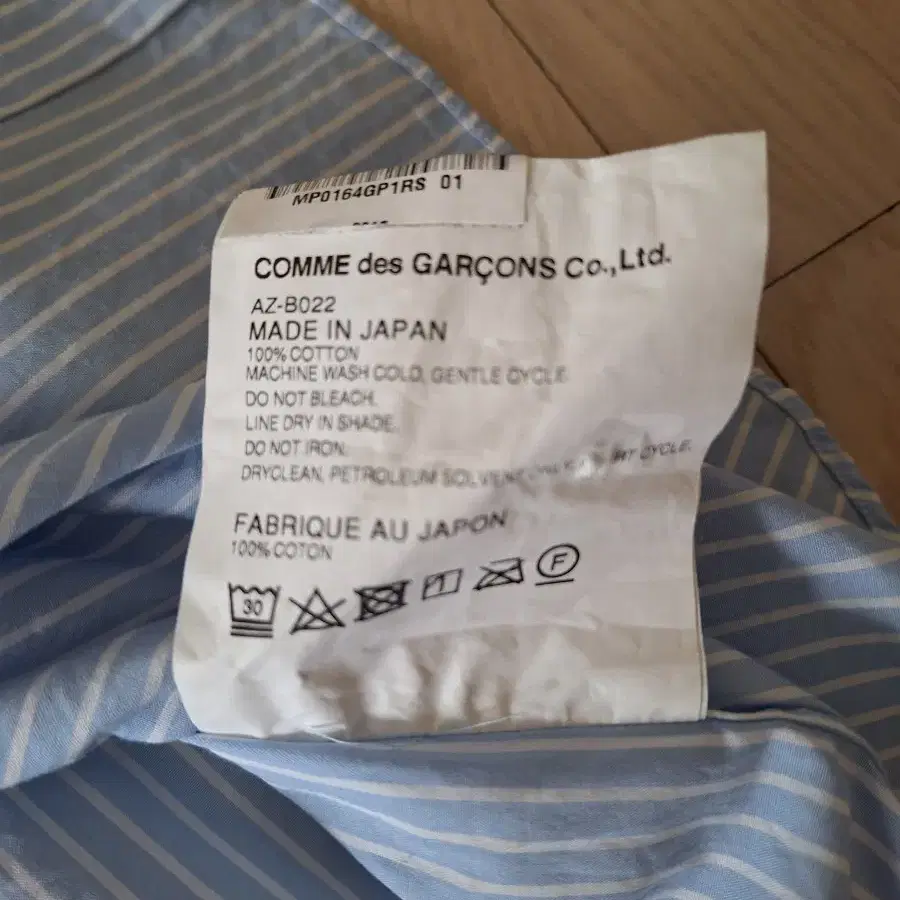 MP0164GP1RS 01
COMME des GARÇONS Co.,Ltd.
AZ-B022
MADE IN JAPAN
100% COTTON
MACHINE WASH COLD, GENTLE CYCLE
DO NOT BLEACH.
LINE DRY IN SHADE.
DO NOT IRON.
DRYCLEAN, PETROLEUM SOLVENT CYCLE.
FABRIQUE AU JAPON
100% COTON
30
1
F